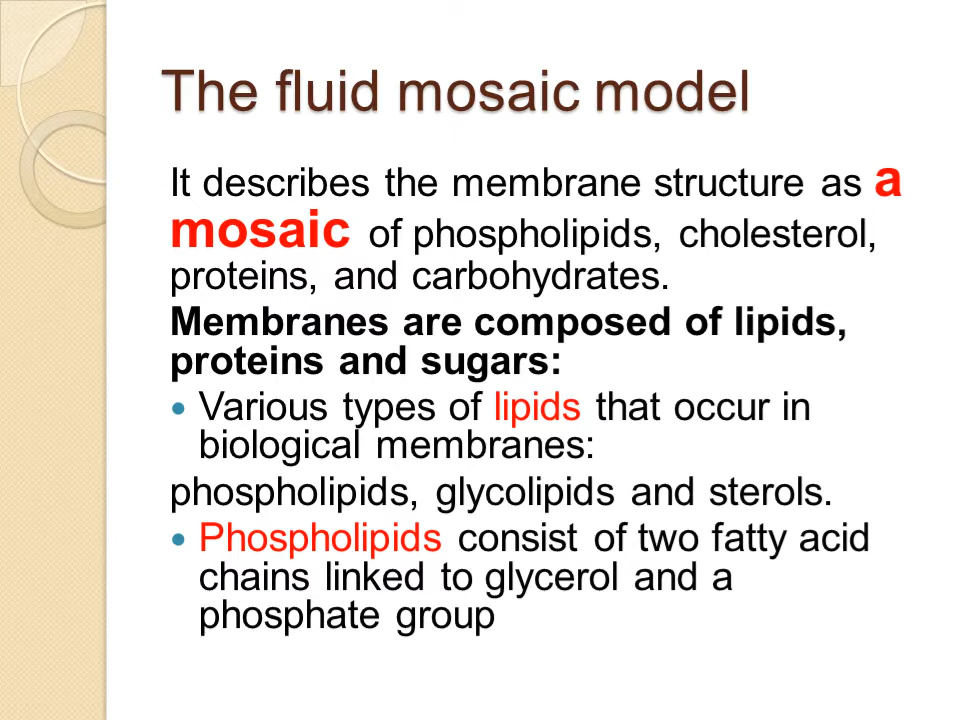 The fluid mosaic model
It describes the membrane structure as a
mosaic of phospholipids, cholesterol,
proteins, and carbohydrates.
Membranes are composed of lipids,
proteins and sugars:
• Various types of lipids that occur in
biological membranes:
phospholipids, glycolipids and sterols.
• Phospholipids consist of two fatty acid
chains linked to glycerol and a
phosphate group